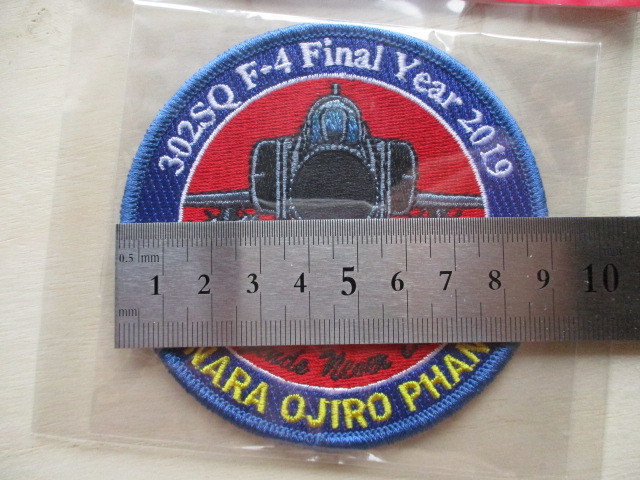 302SQ F-4 Final Year 2019
0.5 mm 1 2 3 4 5 6 7 8 9 10
mm
NARA OJIRO PHAN